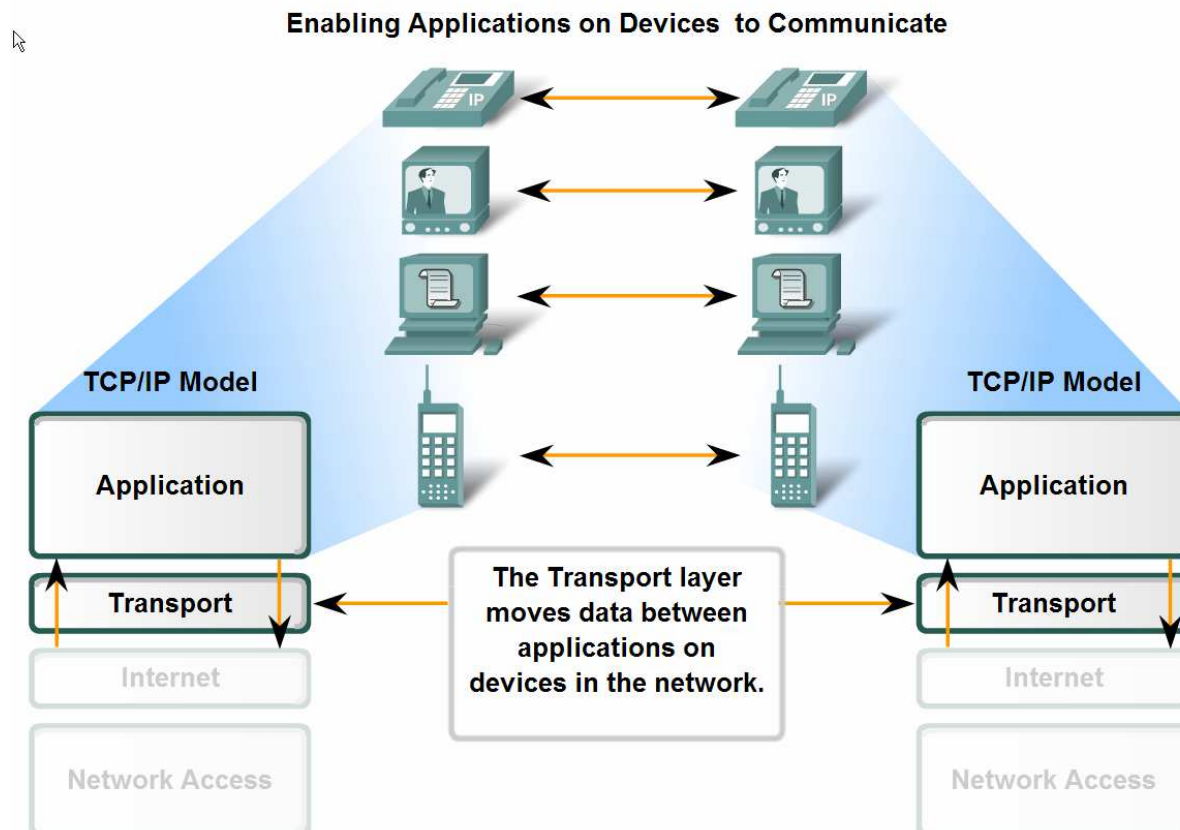 Enabling Applications on Devices to Communicate
IP
IP
TCP/IP Model
TCP/IP Model
Application
Application
The Transport layer
moves data between
applications on
devices in the network.
Transport
Transport
Internet
Internet
Network Access
Network Access